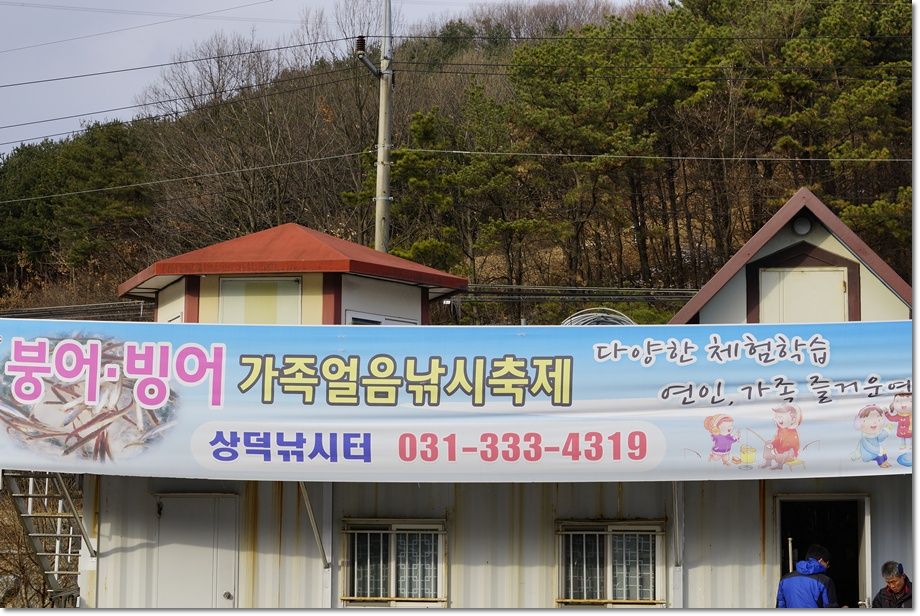 붕어·빙어 가족얼음낚시축제
다양한 체험학습
연인, 가족 즐거운
상덕낚시터 031-333-4319